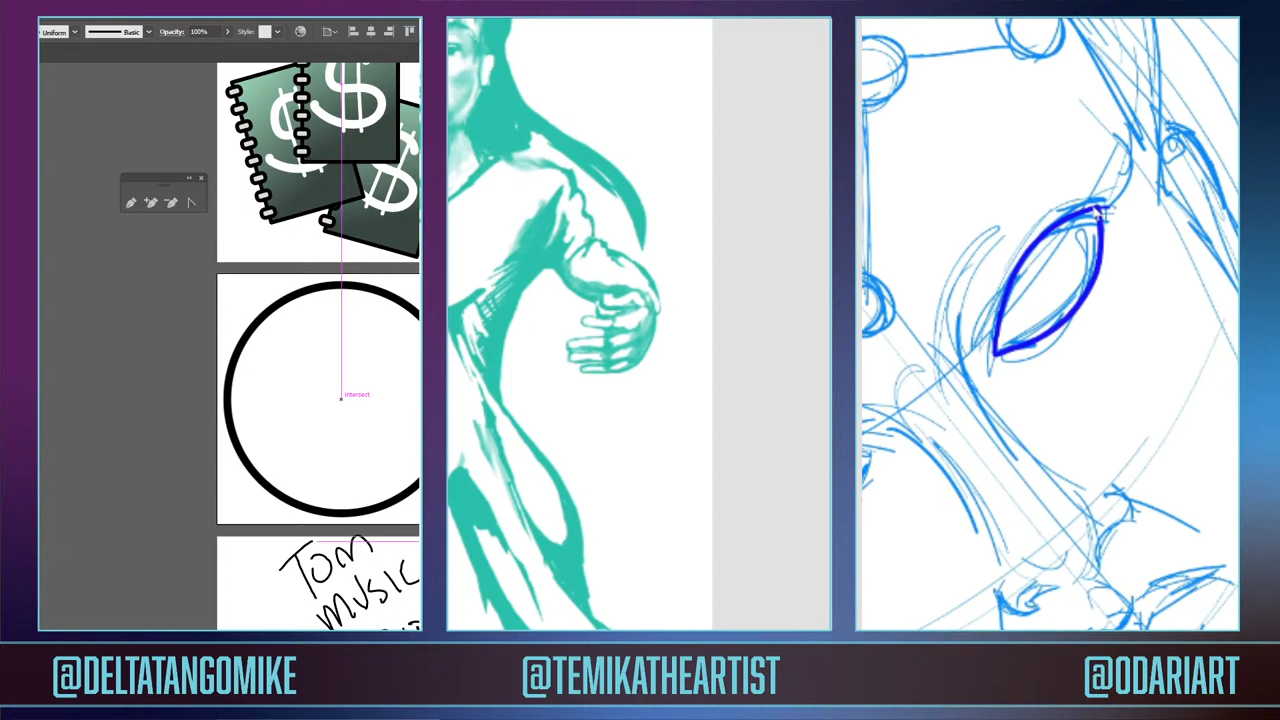 Uniform
Basic
Opacity: 100%
Style:
$
$
$
intersect
Tom
music
@DELTATANGOMIKE
@TEMIKATHEARTIST
@ODARIART